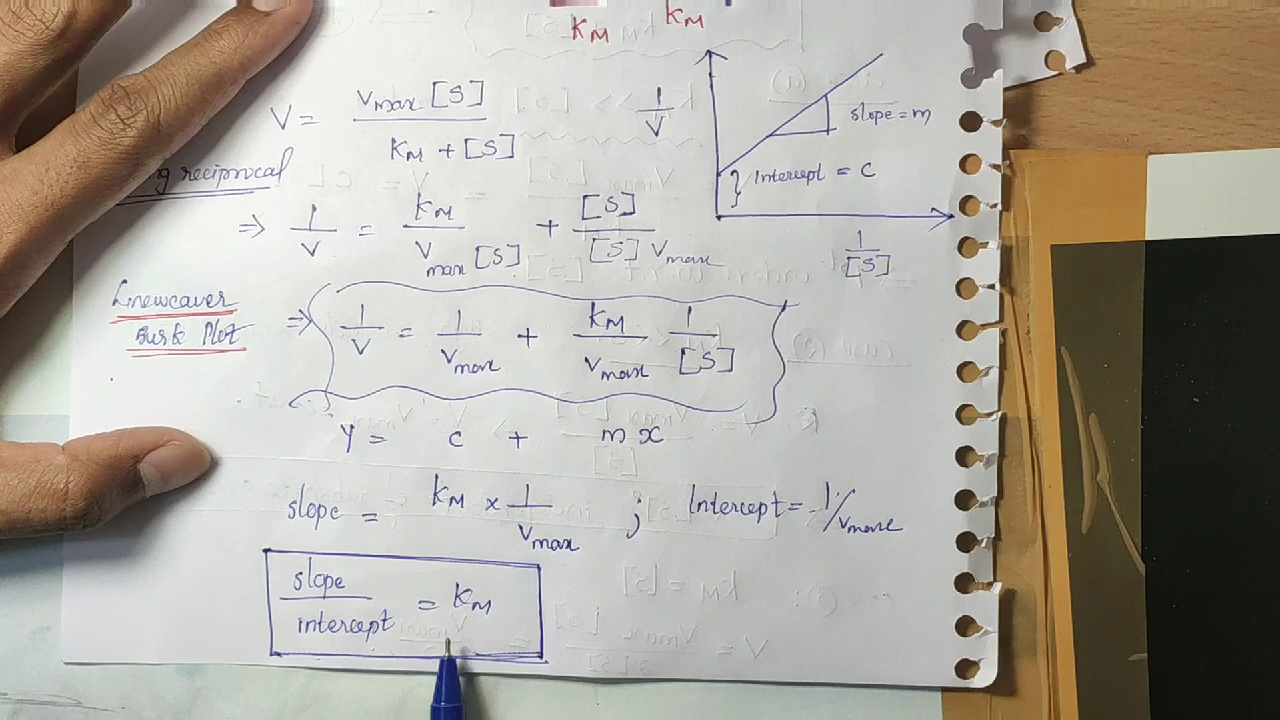 KM KM
V = Vmax [S] / KM + [S]
g reciprocal
⇒ 1/V = KM / Vmax [S] + [S] / [S] Vmax
1/V
slope = m
} Intercept = C
1/[S]
Lineweaver
Burk Plot
⇒ 1/V = 1/Vmax + KM/Vmax 1/[S]
Y = c + m x
slope = KM × 1/Vmax ; Intercept = 1/Vmax
slope / intercept = KM